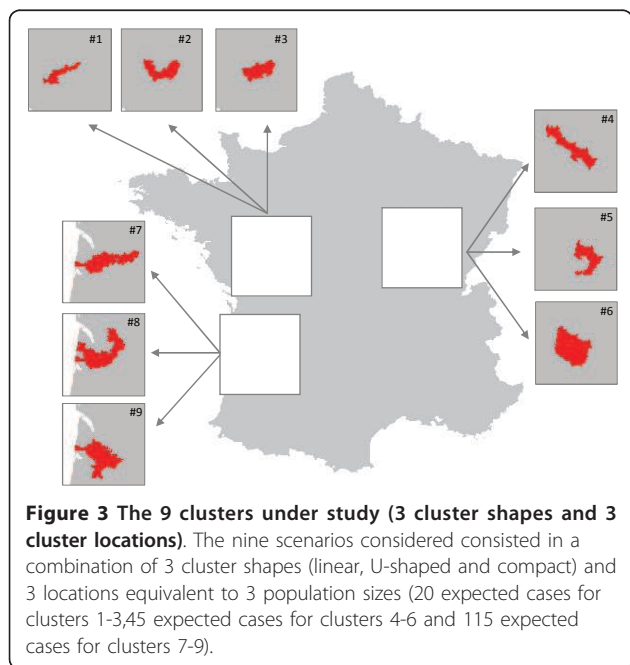 #1
#2
#3
#4
#5
#6
#7
#8
#9
Figure 3 The 9 clusters under study (3 cluster shapes and 3
cluster locations). The nine scenarios considered consisted in a
combination of 3 cluster shapes (linear, U-shaped and compact) and
3 locations equivalent to 3 population sizes (20 expected cases for
clusters 1-3,45 expected cases for clusters 4-6 and 115 expected
cases for clusters 7-9).